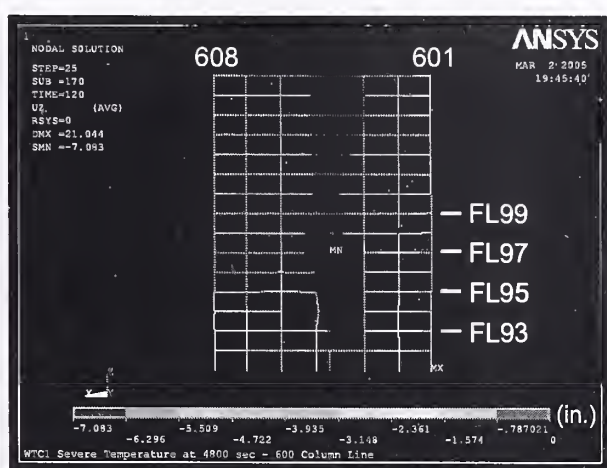 1
NODAL SOLUTION
STEP=25
SUB =170
TIME=120
UZ (AVG)
RSYS=0
DMX =21.044
SMN =-7.083
608
601
ANSYS
MAR 2 2005
19:45:40
FL99
MN
FL97
FL95
FL93
MX
X
(in.)
-7.083 -5.509 -3.935 -2.361 -.787021
-6.296 -4.722 -3.148 -1.574 0
WTC1 Severe Temperature at 4800 sec - 600 Column Line